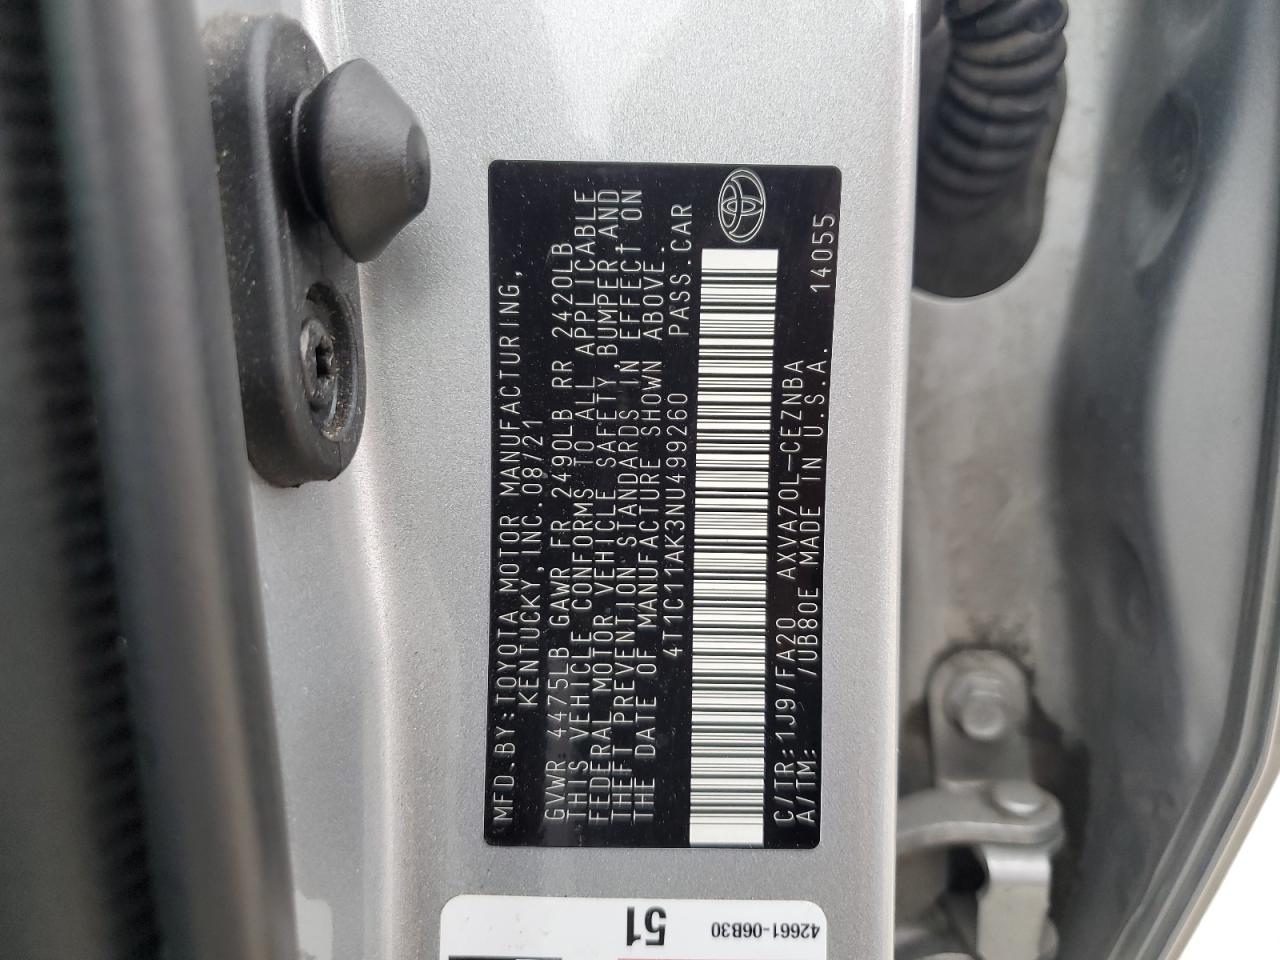 MFD.BY:TOYOTA MOTOR MANUFACTURING,
KENTUCKY,INC.08/21
GVWR: 4475LB GAWR FR 2490LB RR 2420LB
THIS VEHICLE CONFORMS TO ALL APPLICABLE
FEDERAL MOTOR VEHICLE SAFETY,BUMPER,AND
THEFT PREVENTION STANDARDS IN EFFECT ON
THE DATE OF MANUFACTURE SHOWN ABOVE.
4T1C11AK3NU499260 PASS.CAR
C/TR:1J9/FA20 AXVA70L-CEZNBA
A/TM: /UB80E MADE IN U.S.A. 14055
51
42661-06B30